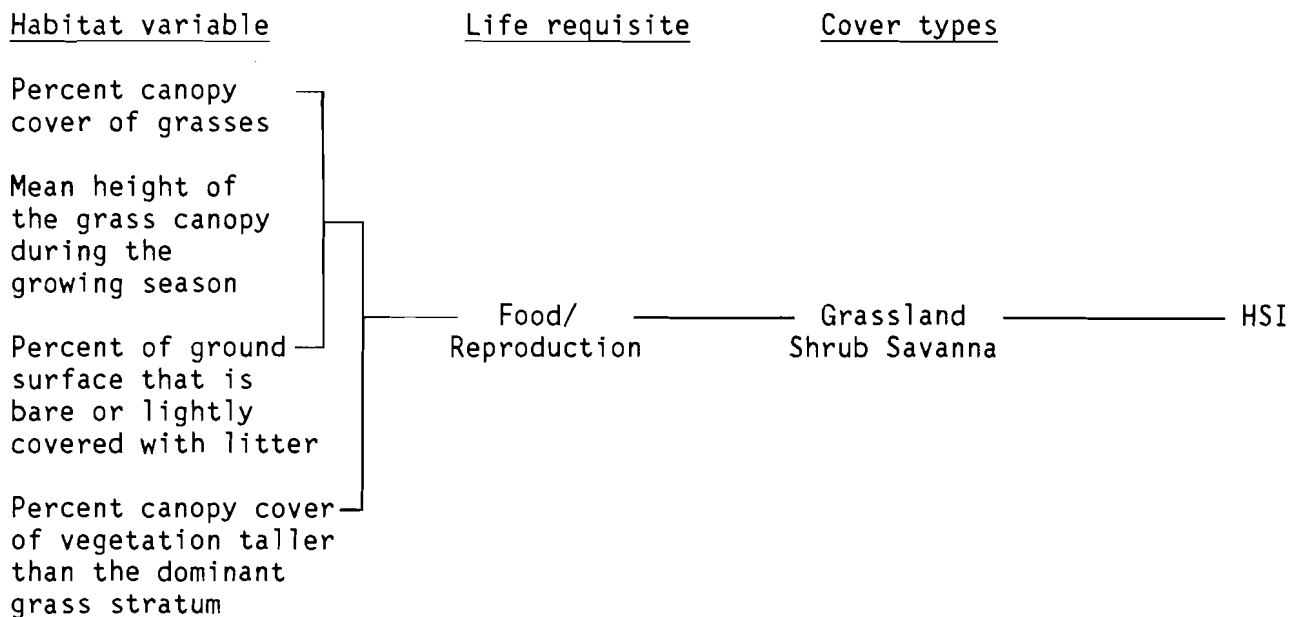 Habitat variable Life requisite Cover types
Percent canopy
cover of grasses
Mean height of
the grass canopy
during the
growing season
Food/ Grassland HSI
Percent of ground Reproduction Shrub Savanna
surface that is
bare or lightly
covered with litter
Percent canopy cover
of vegetation taller
than the dominant
grass stratum